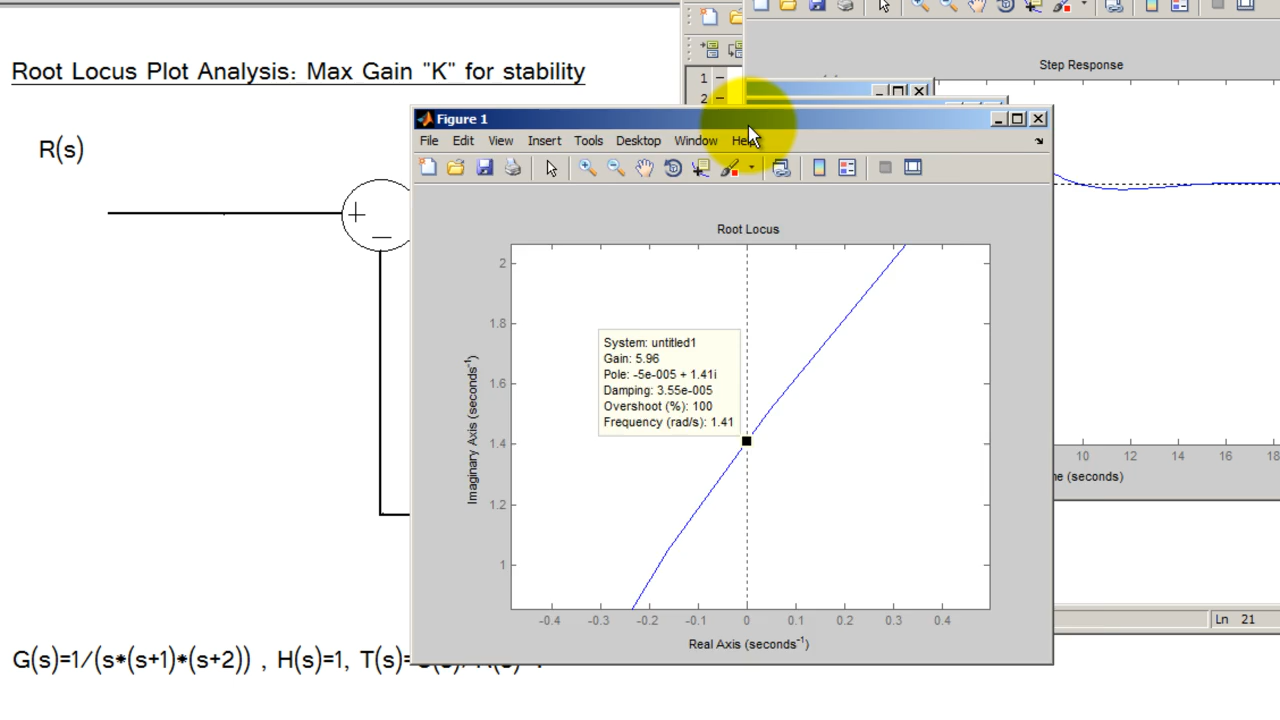 Root Locus Plot Analysis: Max Gain "K" for stability
R(s)
+
−
1 −
2 −
Step Response
Figure 1
File Edit View Insert Tools Desktop Window Help
Root Locus
2
1.8
1.6
1.4
1.2
1
Imaginary Axis (seconds⁻¹)
System: untitled1
Gain: 5.96
Pole: -5e-005 + 1.41i
Damping: 3.55e-005
Overshoot (%): 100
Frequency (rad/s): 1.41
-0.4 -0.3 -0.2 -0.1 0 0.1 0.2 0.3 0.4
Real Axis (seconds⁻¹)
10 12 14 16 18
(seconds)
Ln 21
G(s)=1/(s*(s+1)*(s+2)) , H(s)=1, T(s)=